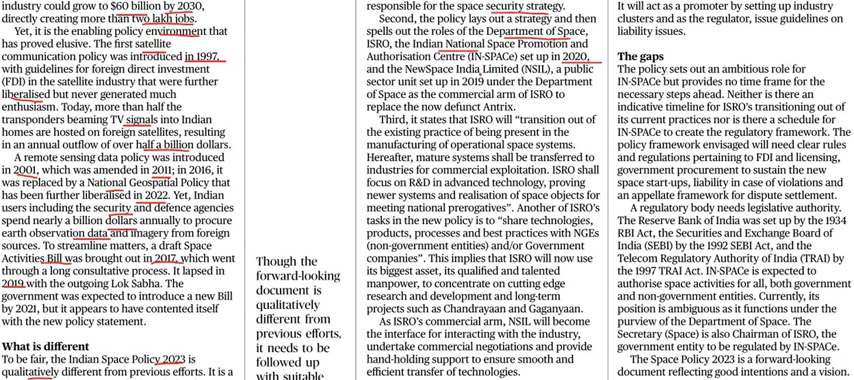 industry could grow to $60 billion by 2030,
directly creating more than two lakh jobs.
Yet, it is the enabling policy environment that
has proved elusive. The first satellite
communication policy was introduced in 1997,
with guidelines for foreign direct investment
(FDI) in the satellite industry that were further
liberalised but never generated much
enthusiasm. Today, more than half the
transponders beaming TV signals into Indian
homes are hosted on foreign satellites, resulting
in an annual outflow of over half a billion dollars.
A remote sensing data policy was introduced
in 2001, which was amended in 2011; in 2016, it
was replaced by a National Geospatial Policy that
has been further liberalised in 2022. Yet, Indian
users including the security and defence agencies
spend nearly a billion dollars annually to procure
earth observation data and imagery from foreign
sources. To streamline matters, a draft Space
Activities Bill was brought out in 2017, which went
through a long consultative process. It lapsed in
2019 with the outgoing Lok Sabha. The
government was expected to introduce a new Bill
by 2021, but it appears to have contented itself
with the new policy statement.
What is different
To be fair, the Indian Space Policy 2023 is
qualitatively different from previous efforts. It is a
Though the
forward-looking
document is
qualitatively
different from
previous efforts,
it needs to be
followed up
with suitable
responsible for the space security strategy.
Second, the policy lays out a strategy and then
spells out the roles of the Department of Space,
ISRO, the Indian National Space Promotion and
Authorisation Centre (IN-SPACe) set up in 2020,
and the NewSpace India Limited (NSIL), a public
sector unit set up in 2019 under the Department
of Space as the commercial arm of ISRO to
replace the now defunct Antrix.
Third, it states that ISRO will “transition out of
the existing practice of being present in the
manufacturing of operational space systems.
Hereafter, mature systems shall be transferred to
industries for commercial exploitation. ISRO shall
focus on R&D in advanced technology, proving
newer systems and realisation of space objects for
meeting national prerogatives”. Another of ISRO’s
tasks in the new policy is to “share technologies,
products, processes and best practices with NGEs
(non-government entities) and/or Government
companies”. This implies that ISRO will now use
its biggest asset, its qualified and talented
manpower, to concentrate on cutting edge
research and development and long-term
projects such as Chandrayaan and Gaganyaan.
As ISRO’s commercial arm, NSIL will become
the interface for interacting with the industry,
undertake commercial negotiations and provide
hand-holding support to ensure smooth and
efficient transfer of technologies.
It will act as a promoter by setting up industry
clusters and as the regulator, issue guidelines on
liability issues.
The gaps
The policy sets out an ambitious role for
IN-SPACe but provides no time frame for the
necessary steps ahead. Neither is there an
indicative timeline for ISRO’s transitioning out of
its current practices nor is there a schedule for
IN-SPACe to create the regulatory framework. The
policy framework envisaged will need clear rules
and regulations pertaining to FDI and licensing,
government procurement to sustain the new
space start-ups, liability in case of violations and
an appellate framework for dispute settlement.
A regulatory body needs legislative authority.
The Reserve Bank of India was set up by the 1934
RBI Act, the Securities and Exchange Board of
India (SEBI) by the 1992 SEBI Act, and the
Telecom Regulatory Authority of India (TRAI) by
the 1997 TRAI Act. IN-SPACe is expected to
authorise space activities for all, both government
and non-government entities. Currently, its
position is ambiguous as it functions under the
purview of the Department of Space. The
Secretary (Space) is also Chairman of ISRO, the
government entity to be regulated by IN-SPACe.
The Space Policy 2023 is a forward-looking
document reflecting good intentions and a vision.